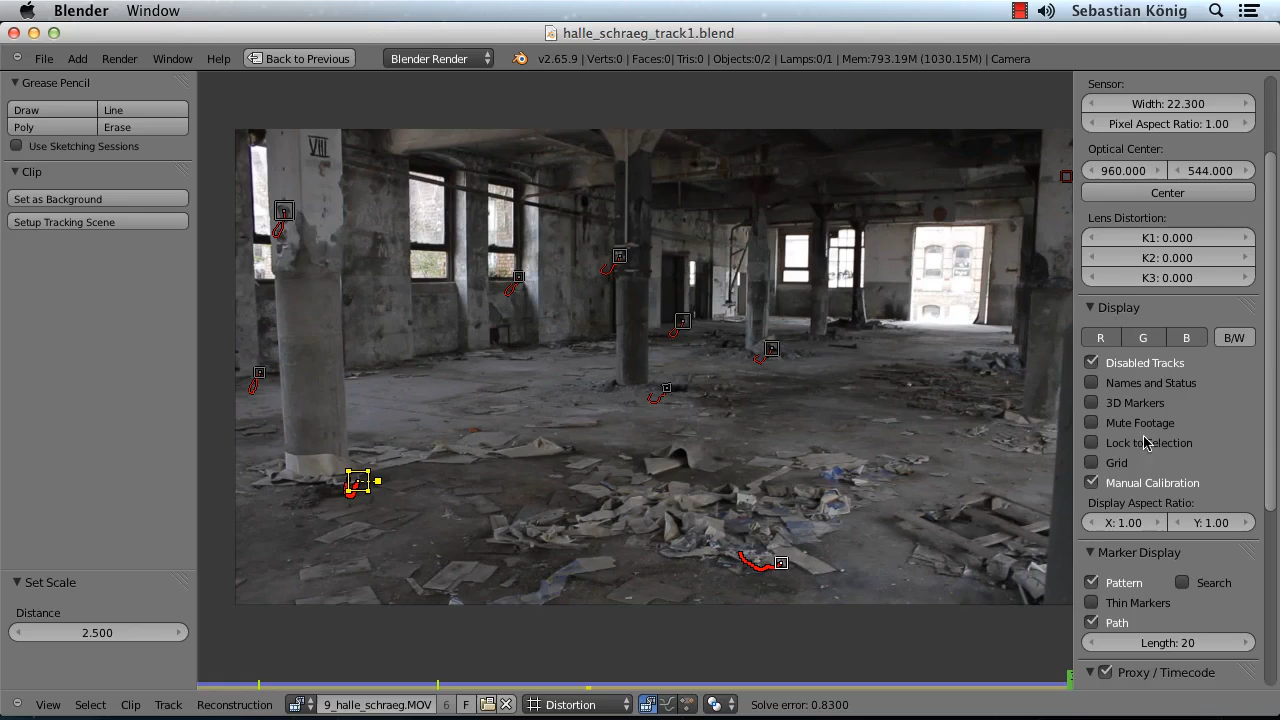 Blender Window Sebastian König
halle_schraeg_track1.blend
File Add Render Window Help Back to Previous Blender Render v2.65.9 | Verts:0 | Faces:0| Tris:0 | Objects:0/2 | Lamps:0/1 | Mem:793.19M (1030.15M) | Camera
Grease Pencil
Draw Line
Poly Erase
Use Sketching Sessions
Clip
Set as Background
Setup Tracking Scene
Set Scale
Distance
2.500
VIII
Sensor:
Width: 22.300
Pixel Aspect Ratio: 1.00
Optical Center:
960.000 544.000
Center
Lens Distortion:
K1: 0.000
K2: 0.000
K3: 0.000
Display
R G B B/W
Disabled Tracks
Names and Status
3D Markers
Mute Footage
Lock to Selection
Grid
Manual Calibration
Display Aspect Ratio:
X: 1.00 Y: 1.00
Marker Display
Pattern Search
Thin Markers
Path
Length: 20
Proxy / Timecode
View Select Clip Track Reconstruction 9_halle_schraeg.MOV 6 F Distortion Solve error: 0.8300